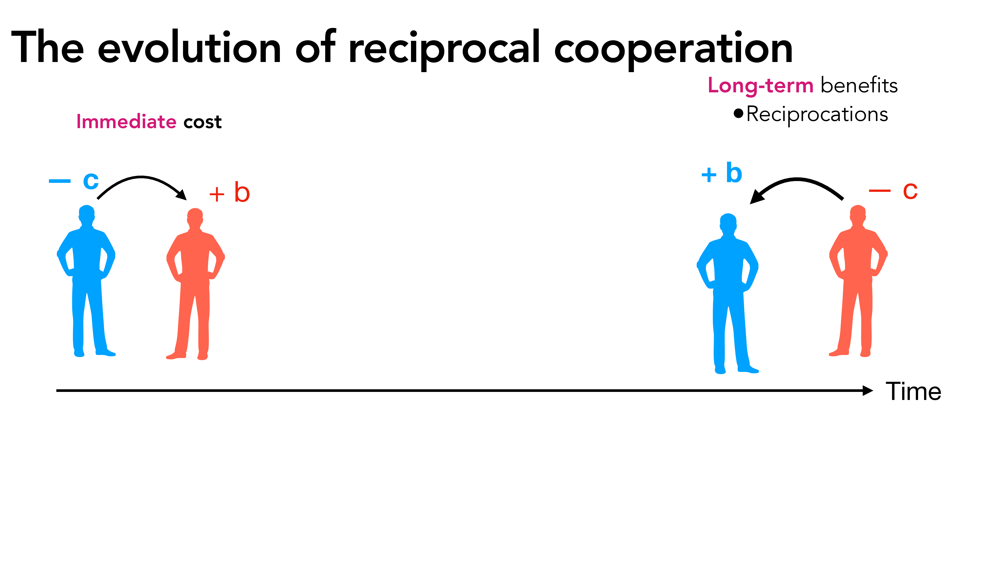 The evolution of reciprocal cooperation
Long-term benefits
•Reciprocations
Immediate cost
— c
+ b
+ b
— c
Time